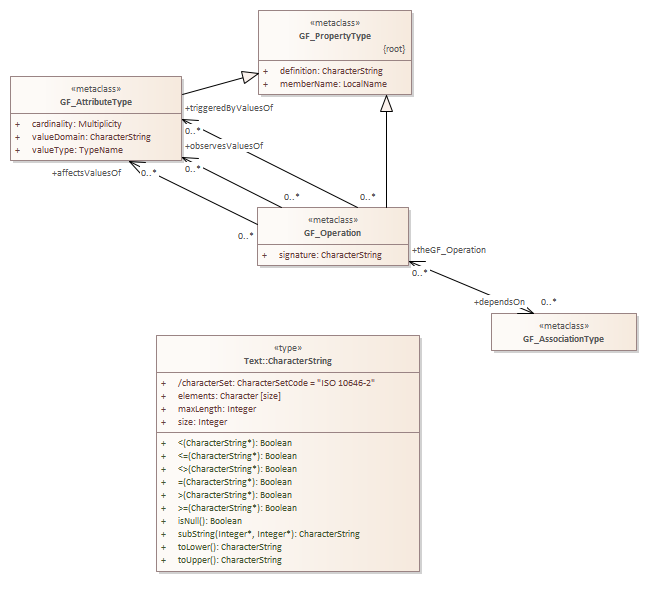 «metaclass»
GF_PropertyType
{root}
+ definition: CharacterString
+ memberName: LocalName
«metaclass»
GF_AttributeType
+ cardinality: Multiplicity
+ valueDomain: CharacterString
+ valueType: TypeName
+triggeredByValuesOf
0..*
+observesValuesOf
0..*
+affectsValuesOf
0..*
0..*
0..*
0..*
«metaclass»
GF_Operation
+ signature: CharacterString
+theGF_Operation
0..*
+dependsOn
0..*
«metaclass»
GF_AssociationType
«type»
Text::CharacterString
+ /characterSet: CharacterSetCode = "ISO 10646-2"
+ elements: Character [size]
+ maxLength: Integer
+ size: Integer
+ <(CharacterString*): Boolean
+ <=(CharacterString*): Boolean
+ <>(CharacterString*): Boolean
+ =(CharacterString*): Boolean
+ >(CharacterString*): Boolean
+ >=(CharacterString*): Boolean
+ isNull(): Boolean
+ subString(Integer*, Integer*): CharacterString
+ toLower(): CharacterString
+ toUpper(): CharacterString